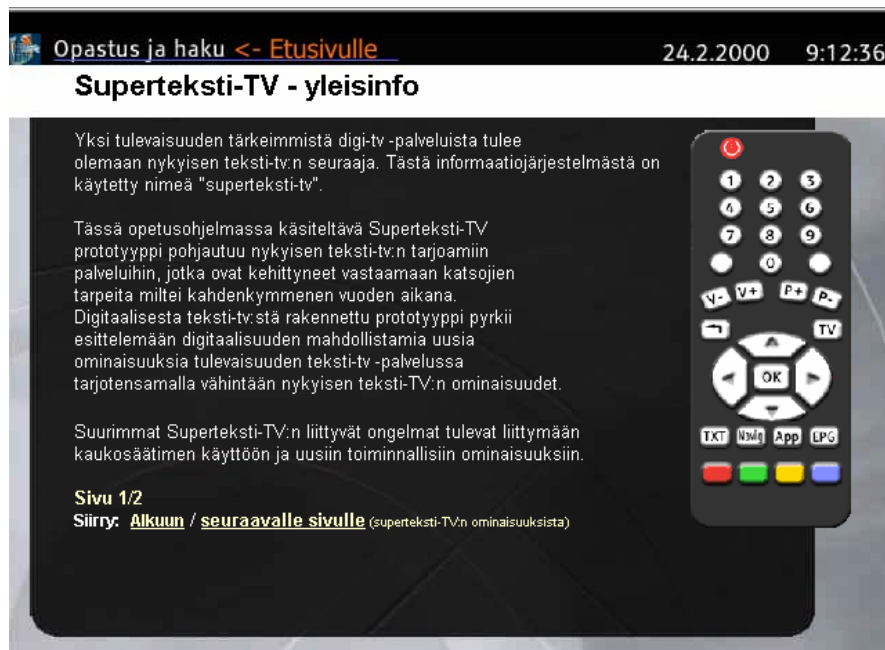 Opastus ja haku <- Etusivulle
24.2.2000 9:12:36
Superteksti-TV - yleisinfo
Yksi tulevaisuuden tärkeimmistä digi-tv -palveluista tulee
olemaan nykyisen teksti-tv:n seuraaja. Tästä informaatiojärjestelmästä on
käytetty nimeä "superteksti-tv".
Tässä opetusohjelmassa käsiteltävä Superteksti-TV
prototyyppi pohjautuu nykyisen teksti-tv:n tarjoamiin
palveluihin, jotka ovat kehittyneet vastaamaan katsojien
tarpeita miltei kahdenkymmenen vuoden aikana.
Digitaalisesta teksti-tv:stä rakennettu prototyyppi pyrkii
esittelemään digitaalisuuden mahdollistamia uusia
ominaisuuksia tulevaisuuden teksti-tv -palvelussa
tarjotensamalla vähintään nykyisen teksti-TV:n ominaisuudet.
Suurimmat Superteksti-TV:n liittyvät ongelmat tulevat liittymään
kaukosäätimen käyttöön ja uusiin toiminnallisiin ominaisuuksiin.
Sivu 1/2
Siirry: Alkuun / seuraavalle sivulle (superteksti-TV:n ominaisuuksista)
1 2 3
4 5 6
7 8 9
0
V- V+ P+ P-
TV
OK
TXT Navig App EPG